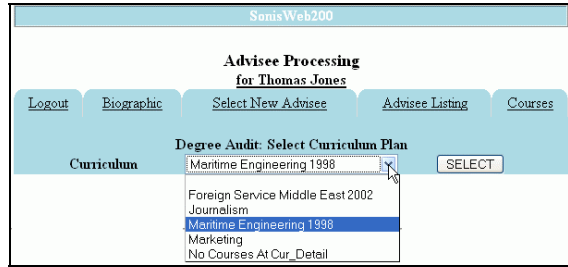 SonisWeb200
Advisee Processing
for Thomas Jones
Logout Biographic Select New Advisee Advisee Listing Courses
Degree Audit: Select Curriculum Plan
Curriculum Maritime Engineering 1998 SELECT
Foreign Service Middle East 2002
Journalism
Maritime Engineering 1998
Marketing
No Courses At Cur_Detail